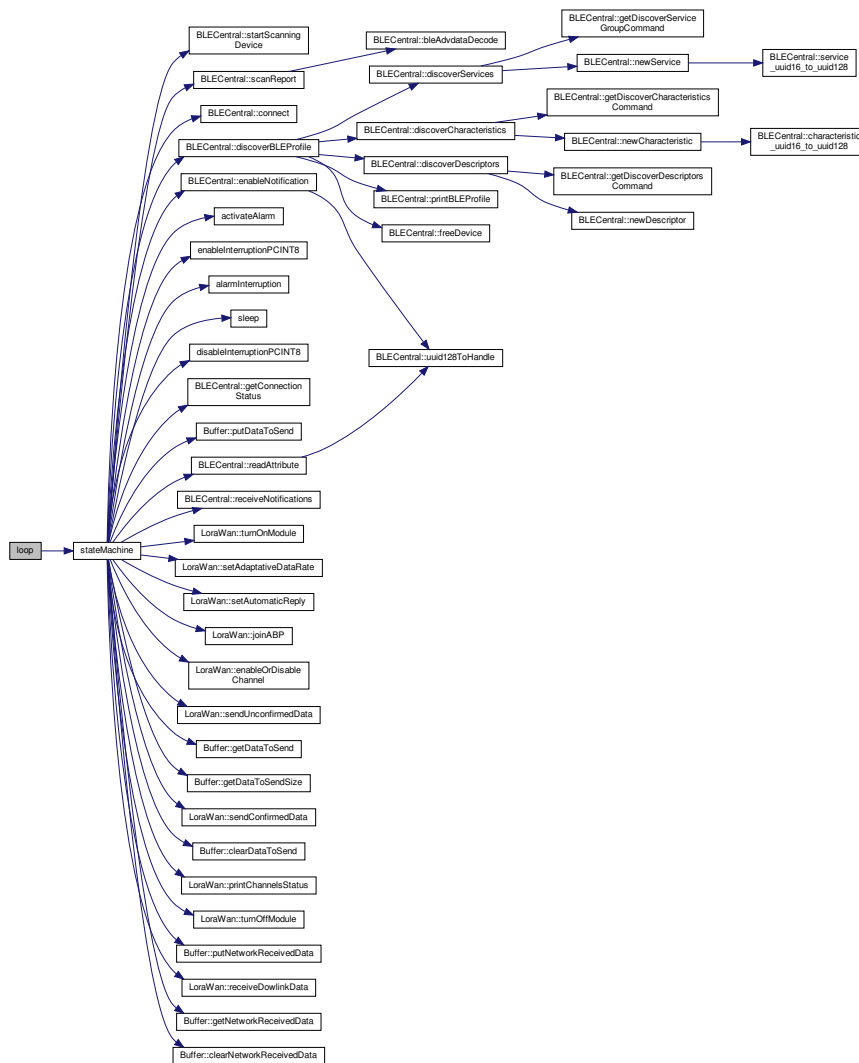 BLECentral::startScanning
Device
BLECentral::scanReport
BLECentral::connect
BLECentral::discoverBLEProfile
BLECentral::enableNotification
activateAlarm
enableInterruptionPCINT8
alarmInterruption
sleep
disableInterruptionPCINT8
BLECentral::getConnection
Status
Buffer::putDataToSend
BLECentral::readAttribute
BLECentral::receiveNotifications
loop
stateMachine
LoraWan::turnOnModule
LoraWan::setAdaptativeDataRate
LoraWan::setAutomaticReply
LoraWan::joinABP
LoraWan::enableOrDisable
Channel
LoraWan::sendUnconfirmedData
Buffer::getDataToSend
Buffer::getDataToSendSize
LoraWan::sendConfirmedData
Buffer::clearDataToSend
LoraWan::printChannelsStatus
LoraWan::turnOffModule
Buffer::putNetworkReceivedData
LoraWan::receiveDowlinkData
Buffer::getNetworkReceivedData
Buffer::clearNetworkReceivedData
BLECentral::bleAdvdataDecode
BLECentral::discoverServices
BLECentral::discoverCharacteristics
BLECentral::discoverDescriptors
BLECentral::printBLEProfile
BLECentral::freeDevice
BLECentral::uuid128ToHandle
BLECentral::getDiscoverService
GroupCommand
BLECentral::newService
BLECentral::getDiscoverCharacteristics
Command
BLECentral::newCharacteristic
BLECentral::getDiscoverDescriptors
Command
BLECentral::newDescriptor
BLECentral::service
_uuid16_to_uuid128
BLECentral::characteristic
_uuid16_to_uuid128